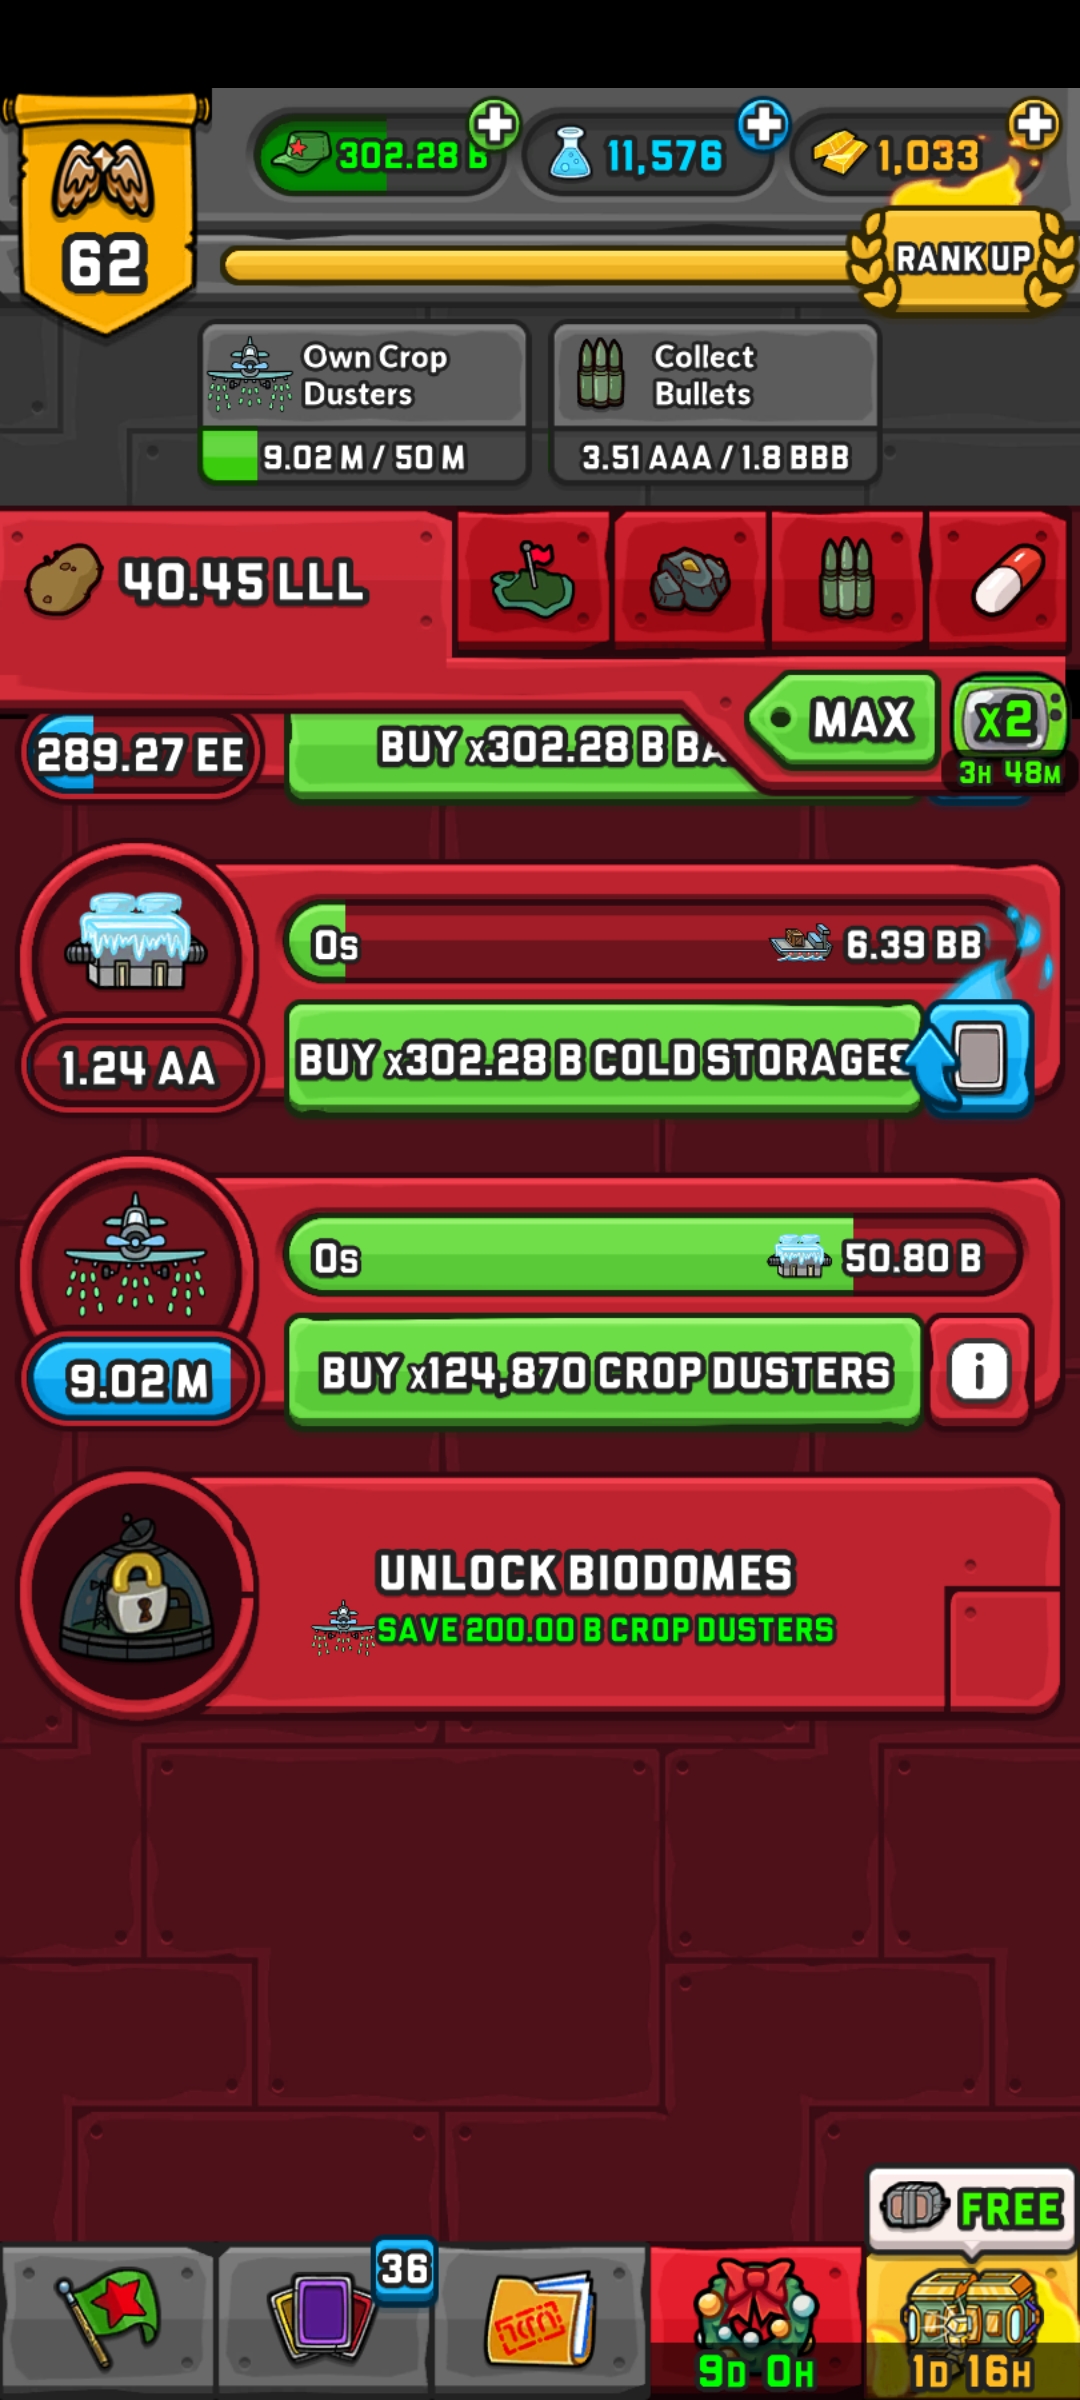 302.28 B
11,576
1,033
62
RANK UP
Own Crop
Dusters
9.02 M / 50 M
Collect
Bullets
3.51 AAA / 1.8 BBB
40.45 LLL
MAX
x2
3H 48M
289.27 EE
BUY x302.28 B BA
0s
6.39 BB
1.24 AA
BUY x302.28 B COLD STORAGES
0s
50.80 B
9.02 M
BUY x124,870 CROP DUSTERS
i
UNLOCK BIODOMES
SAVE 200.00 B CROP DUSTERS
FREE
36
9D 0H
1D 16H